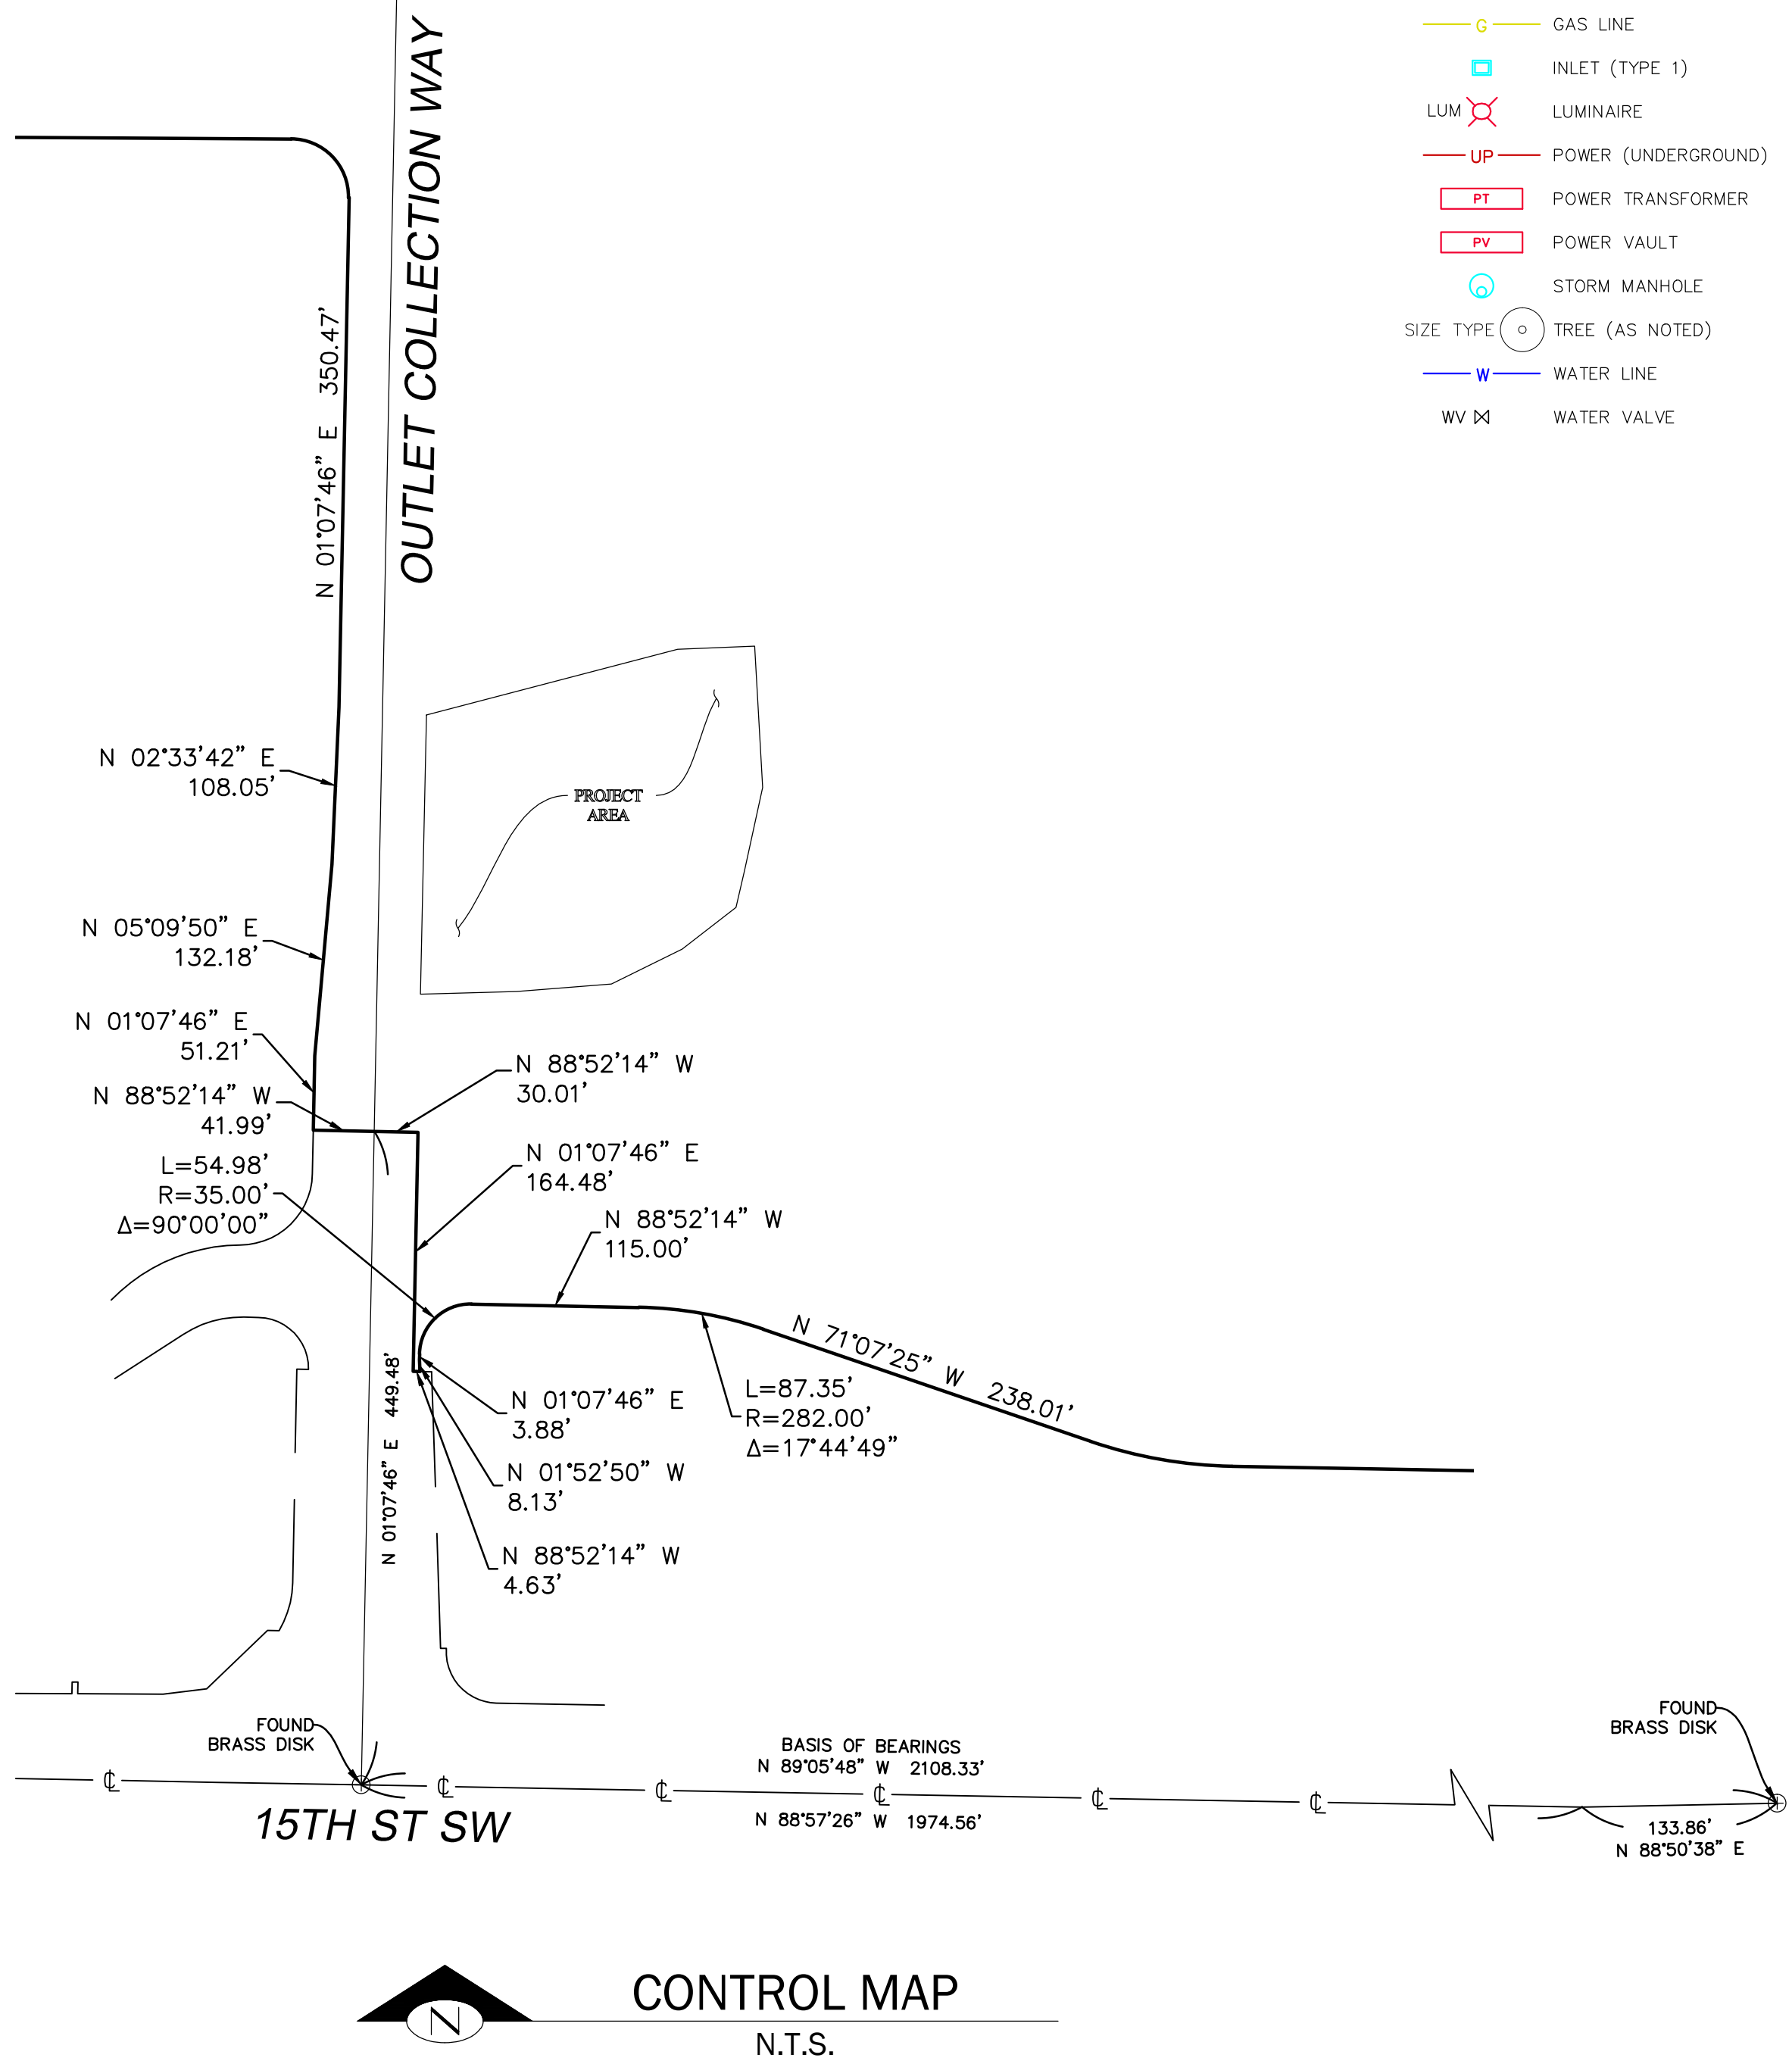 G GAS LINE
INLET (TYPE 1)
LUM LUMINAIRE
UP POWER (UNDERGROUND)
PT POWER TRANSFORMER
PV POWER VAULT
STORM MANHOLE
SIZE TYPE TREE (AS NOTED)
W WATER LINE
WV WATER VALVE
OUTLET COLLECTION WAY
N 01°07'46" E 350.47'
PROJECT
AREA
N 02°33'42" E
108.05'
N 05°09'50" E
132.18'
N 01°07'46" E
51.21'
N 88°52'14" W
41.99'
L=54.98'
R=35.00'
Δ=90°00'00"
N 88°52'14" W
30.01'
N 01°07'46" E
164.48'
N 88°52'14" W
115.00'
N 71°07'25" W 238.01'
L=87.35'
R=282.00'
Δ=17°44'49"
N 01°07'46" E
3.88'
N 01°52'50" W
8.13'
N 88°52'14" W
4.63'
N 01°07'46" E 449.48'
FOUND
BRASS DISK
BASIS OF BEARINGS
N 89°05'48" W 2108.33'
℄ ℄ ℄ ℄ ℄ ℄
N 88°57'26" W 1974.56'
FOUND
BRASS DISK
133.86'
N 88°50'38" E
15TH ST SW
N
CONTROL MAP
N.T.S.